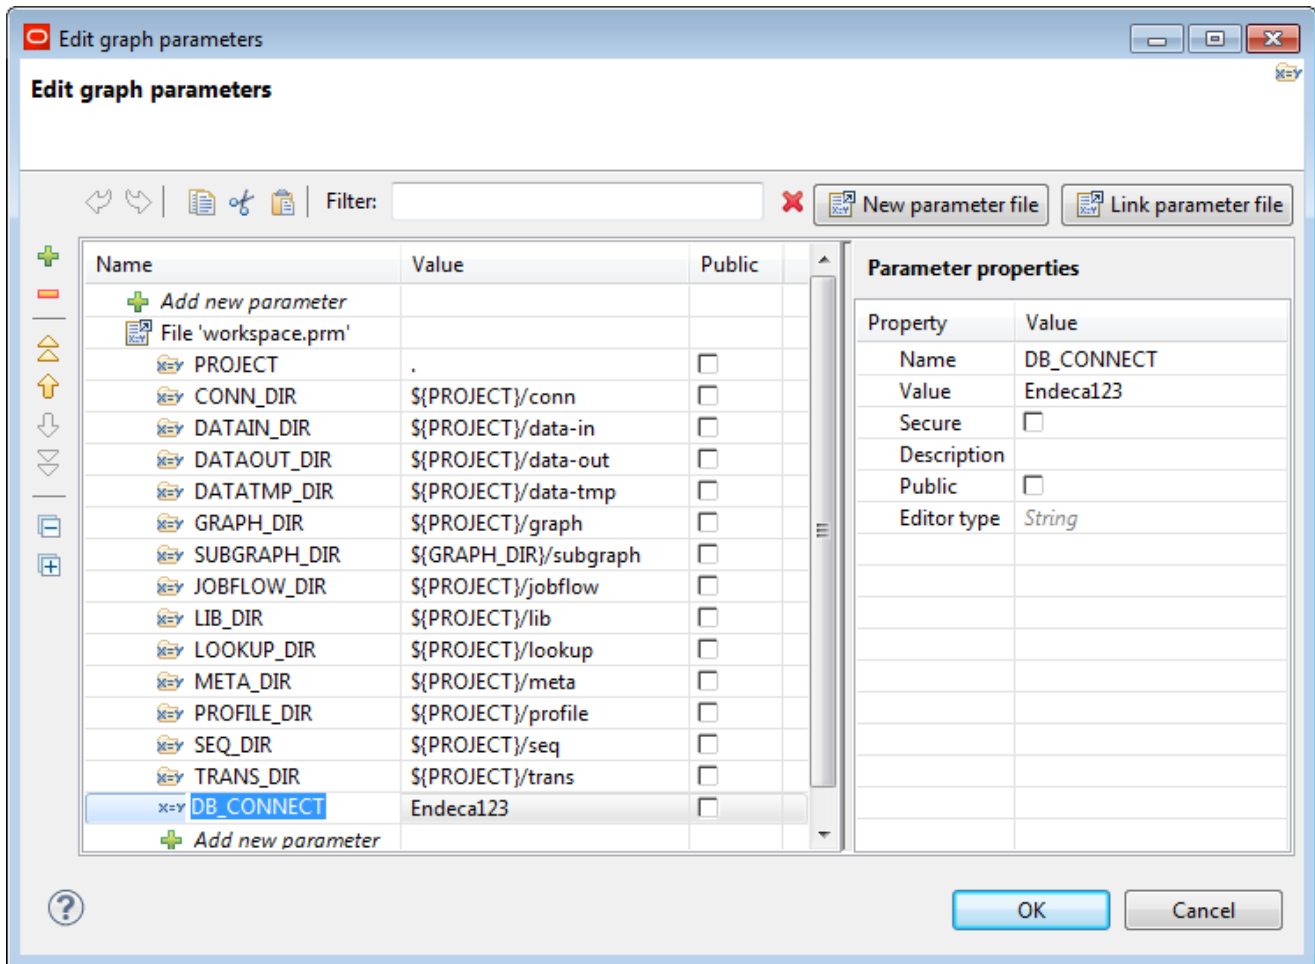 Edit graph parameters
Edit graph parameters
Filter:
New parameter file
Link parameter file
Name Value Public
Add new parameter
File 'workspace.prm'
PROJECT .
CONN_DIR ${PROJECT}/conn
DATAIN_DIR ${PROJECT}/data-in
DATAOUT_DIR ${PROJECT}/data-out
DATATMP_DIR ${PROJECT}/data-tmp
GRAPH_DIR ${PROJECT}/graph
SUBGRAPH_DIR ${GRAPH_DIR}/subgraph
JOBFLOW_DIR ${PROJECT}/jobflow
LIB_DIR ${PROJECT}/lib
LOOKUP_DIR ${PROJECT}/lookup
META_DIR ${PROJECT}/meta
PROFILE_DIR ${PROJECT}/profile
SEQ_DIR ${PROJECT}/seq
TRANS_DIR ${PROJECT}/trans
x=y DB_CONNECT Endeca123
Add new parameter
Parameter properties
Property Value
Name DB_CONNECT
Value Endeca123
Secure
Description
Public
Editor type String
OK
Cancel